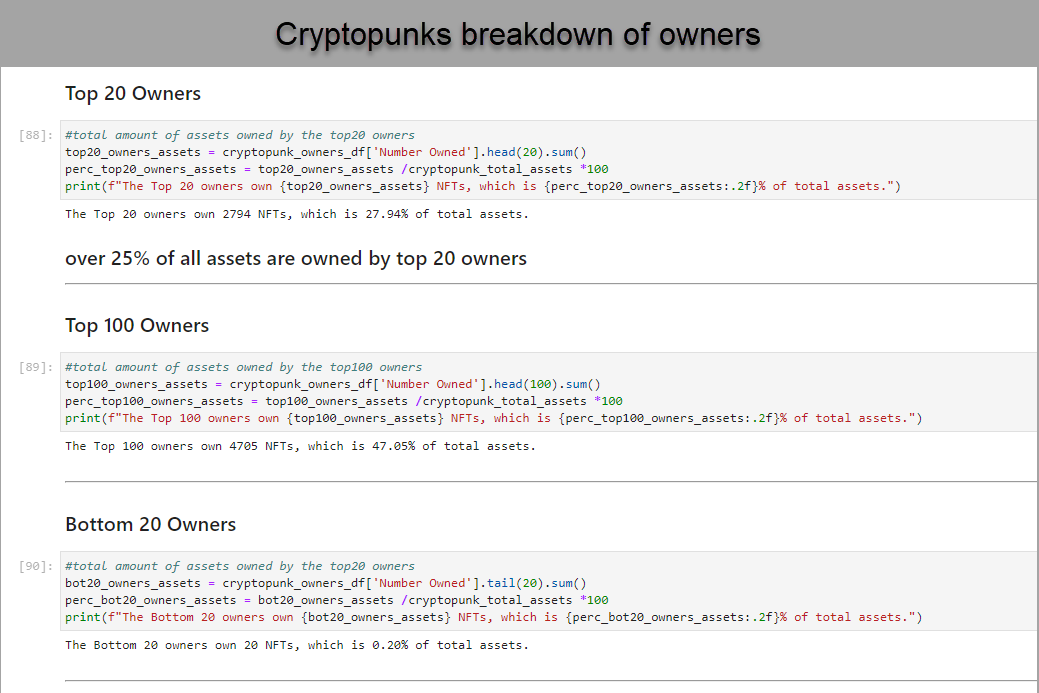 Cryptopunks breakdown of owners
Top 20 Owners
[88]: #total amount of assets owned by the top20 owners
top20_owners_assets = cryptopunk_owners_df['Number Owned'].head(20).sum()
perc_top20_owners_assets = top20_owners_assets /cryptopunk_total_assets *100
print(f"The Top 20 owners own {top20_owners_assets} NFTs, which is {perc_top20_owners_assets:.2f}% of total assets.")
The Top 20 owners own 2794 NFTs, which is 27.94% of total assets.
over 25% of all assets are owned by top 20 owners
Top 100 Owners
[89]: #total amount of assets owned by the top100 owners
top100_owners_assets = cryptopunk_owners_df['Number Owned'].head(100).sum()
perc_top100_owners_assets = top100_owners_assets /cryptopunk_total_assets *100
print(f"The Top 100 owners own {top100_owners_assets} NFTs, which is {perc_top100_owners_assets:.2f}% of total assets.")
The Top 100 owners own 4705 NFTs, which is 47.05% of total assets.
Bottom 20 Owners
[90]: #total amount of assets owned by the top20 owners
bot20_owners_assets = cryptopunk_owners_df['Number Owned'].tail(20).sum()
perc_bot20_owners_assets = bot20_owners_assets /cryptopunk_total_assets *100
print(f"The Bottom 20 owners own {bot20_owners_assets} NFTs, which is {perc_bot20_owners_assets:.2f}% of total assets.")
The Bottom 20 owners own 20 NFTs, which is 0.20% of total assets.